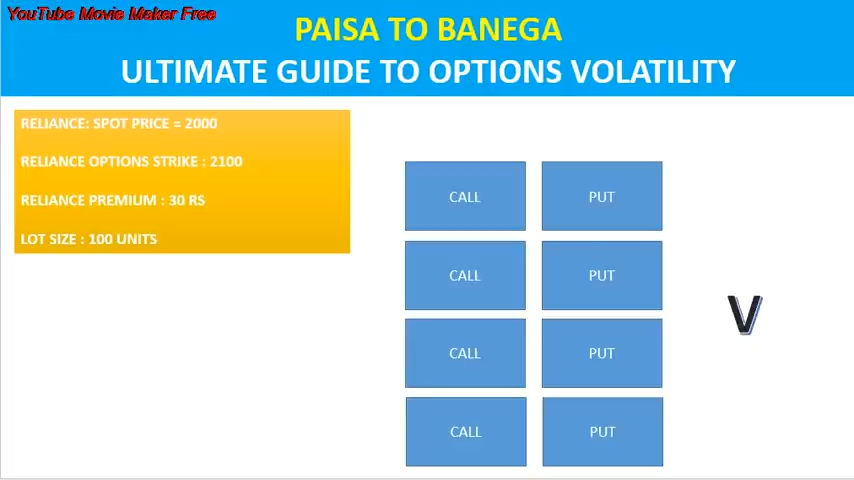 YouTube Movie Maker Free
PAISA TO BANEGA
ULTIMATE GUIDE TO OPTIONS VOLATILITY
RELIANCE: SPOT PRICE = 2000
RELIANCE OPTIONS STRIKE : 2100
RELIANCE PREMIUM : 30 RS
LOT SIZE : 100 UNITS
CALL PUT
CALL PUT
CALL PUT
CALL PUT
V